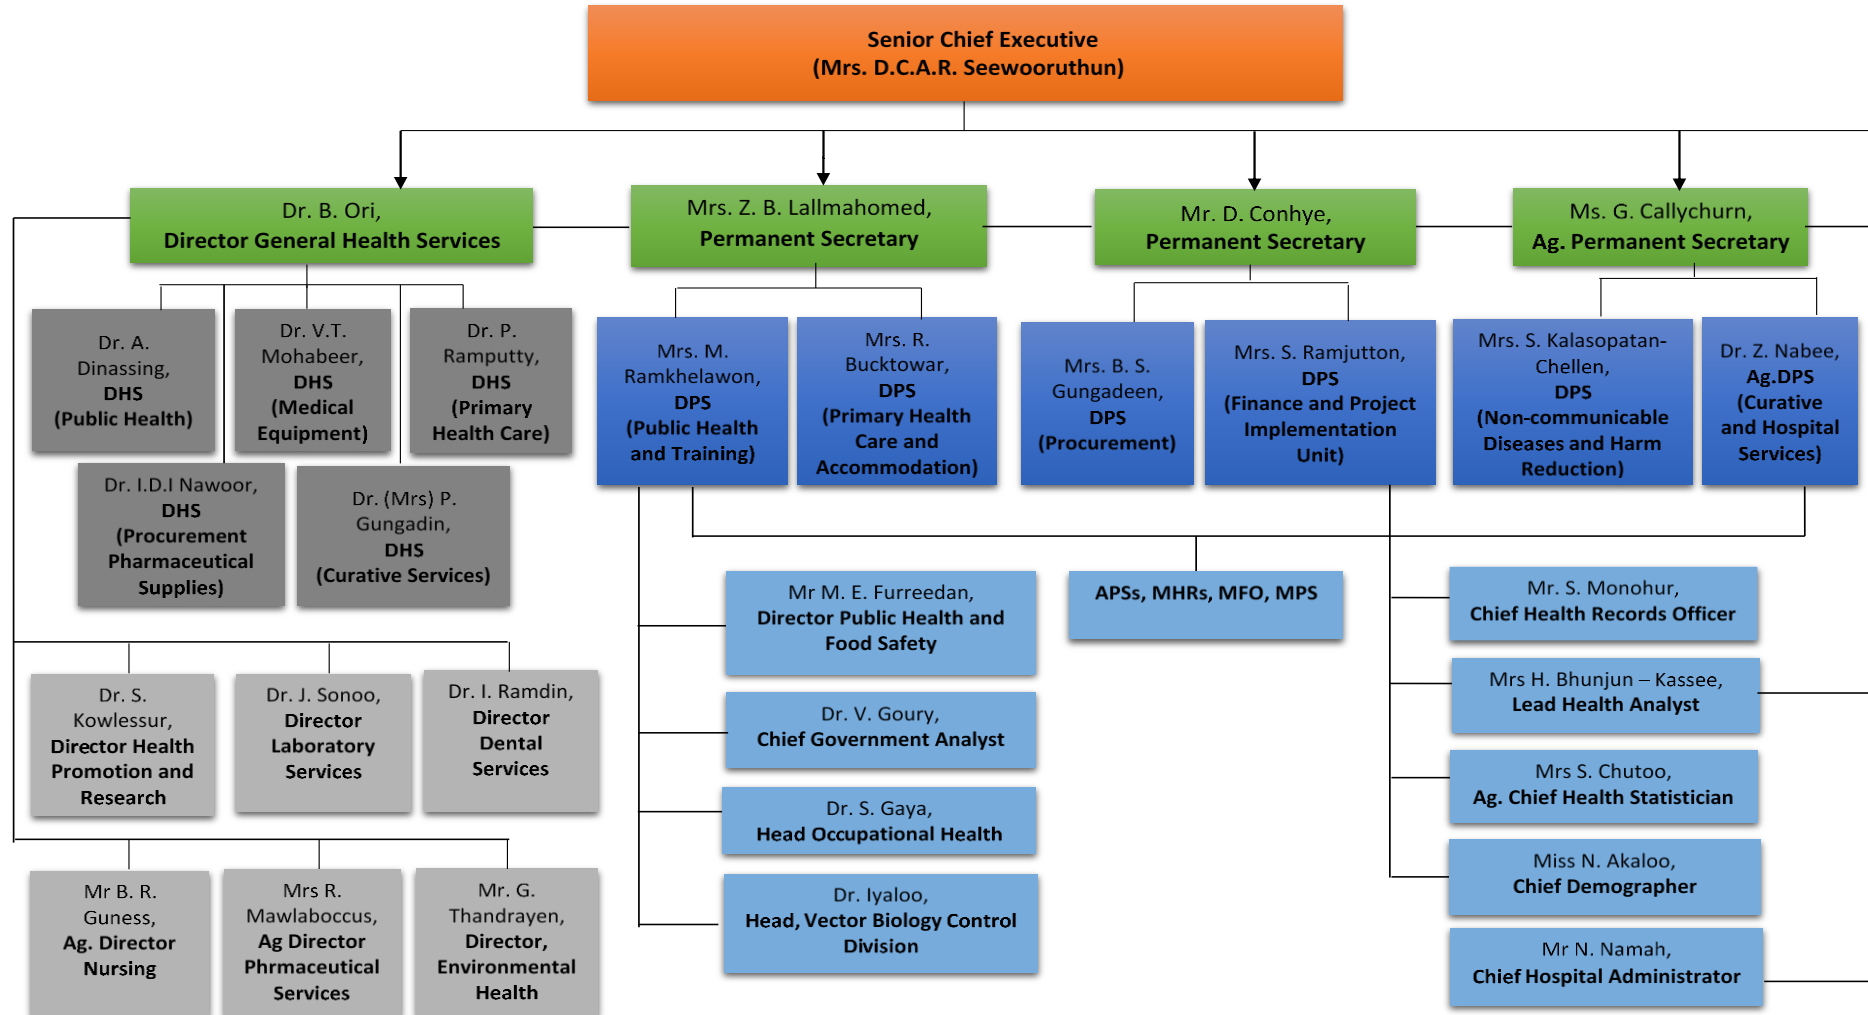 Senior Chief Executive
(Mrs. D.C.A.R. Seewooruthun)
Dr. B. Ori,
Director General Health Services
Mrs. Z. B. Lallmahomed,
Permanent Secretary
Mr. D. Conhye,
Permanent Secretary
Ms. G. Callychurn,
Ag. Permanent Secretary
Dr. A.
Dinassing,
DHS
(Public Health)
Dr. V.T.
Mohabeer,
DHS
(Medical
Equipment)
Dr. P.
Ramputty,
DHS
(Primary
Health Care)
Dr. I.D.I Nawoor,
DHS
(Procurement
Pharmaceutical
Supplies)
Dr. (Mrs) P.
Gungadin,
DHS
(Curative Services)
Mrs. M.
Ramkhelawon,
DPS
(Public Health
and Training)
Mrs. R.
Bucktowar,
DPS
(Primary Health
Care and
Accommodation)
Mrs. B. S.
Gungadeen,
DPS
(Procurement)
Mrs. S. Ramjutton,
DPS
(Finance and Project
Implementation
Unit)
Mrs. S. Kalasopatan-
Chellen,
DPS
(Non-communicable
Diseases and Harm
Reduction)
Dr. Z. Nabee,
Ag.DPS
(Curative
and Hospital
Services)
Dr. S.
Kowlessur,
Director Health
Promotion and
Research
Dr. J. Sonoo,
Director
Laboratory
Services
Dr. I. Ramdin,
Director
Dental
Services
Mr B. R.
Guness,
Ag. Director
Nursing
Mrs R.
Mawlaboccus,
Ag Director
Phrmaceutical
Services
Mr. G.
Thandrayen,
Director,
Environmental
Health
Mr M. E. Furreedan,
Director Public Health and
Food Safety
Dr. V. Goury,
Chief Government Analyst
Dr. S. Gaya,
Head Occupational Health
Dr. Iyaloo,
Head, Vector Biology Control
Division
APSs, MHRs, MFO, MPS
Mr. S. Monohur,
Chief Health Records Officer
Mrs H. Bhunjun – Kassee,
Lead Health Analyst
Mrs S. Chutoo,
Ag. Chief Health Statistician
Miss N. Akaloo,
Chief Demographer
Mr N. Namah,
Chief Hospital Administrator